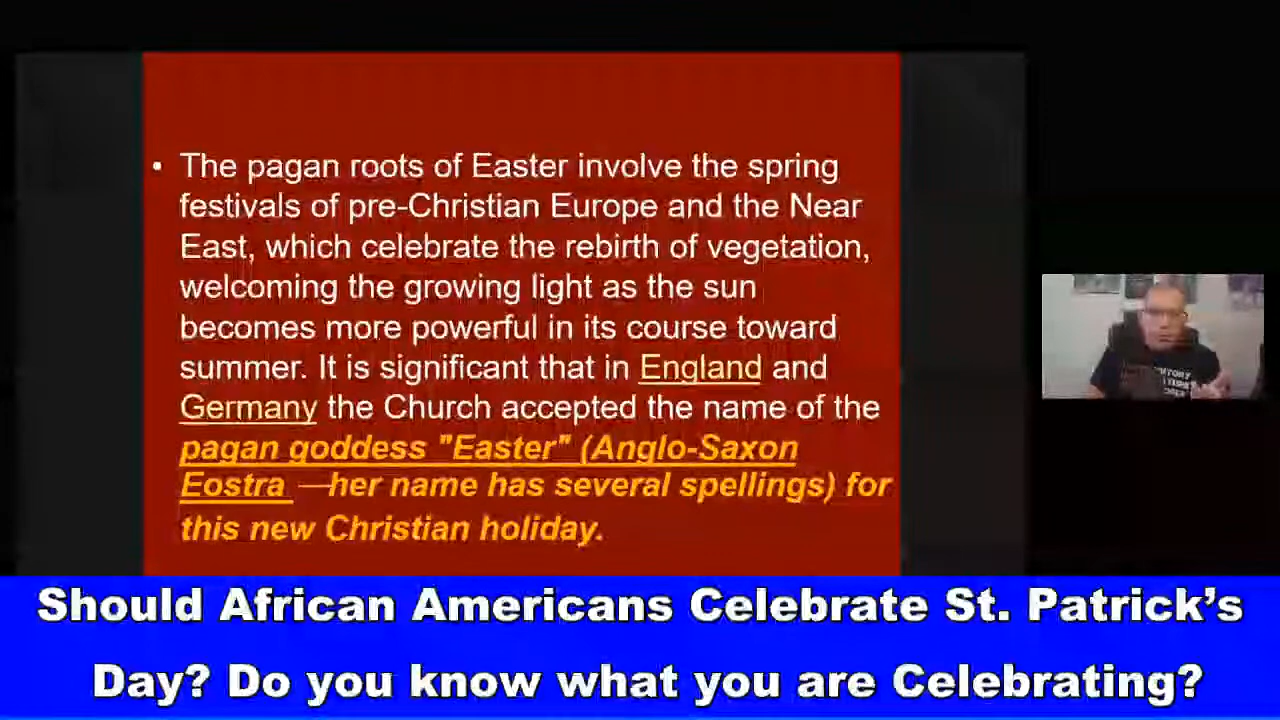 • The pagan roots of Easter involve the spring
festivals of pre-Christian Europe and the Near
East, which celebrate the rebirth of vegetation,
welcoming the growing light as the sun
becomes more powerful in its course toward
summer. It is significant that in England and
Germany the Church accepted the name of the
pagan goddess "Easter" (Anglo-Saxon
Eostra —her name has several spellings) for
this new Christian holiday.
Should African Americans Celebrate St. Patrick’s
Day? Do you know what you are Celebrating?